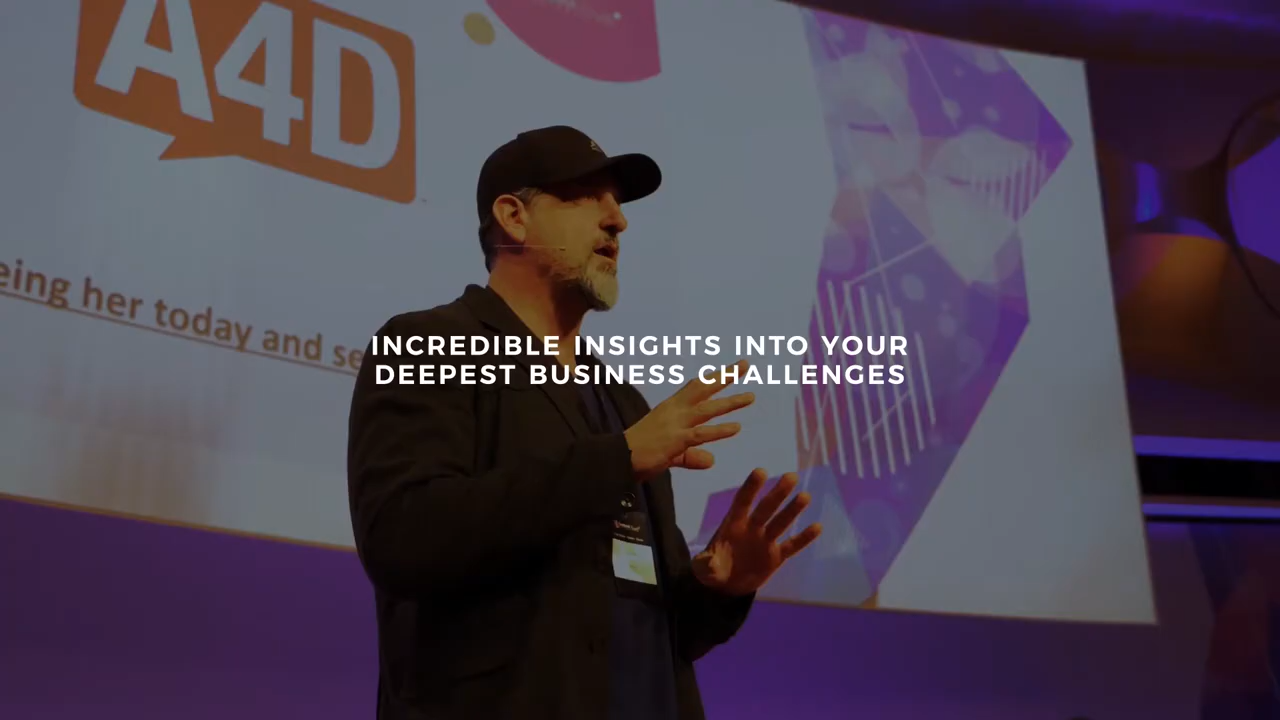 A4D
eing her today and se
INCREDIBLE INSIGHTS INTO YOUR
DEEPEST BUSINESS CHALLENGES